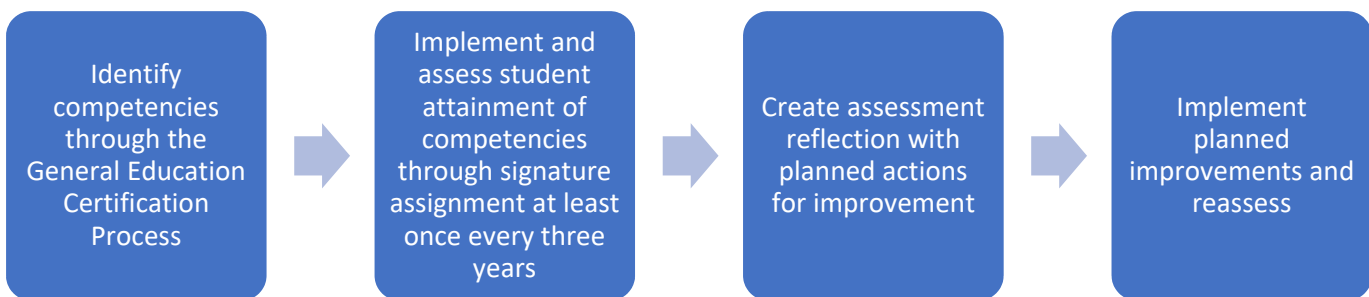 Identify
competencies
through the
General Education
Certification
Process
Implement and
assess student
attainment of
competencies
through signature
assignment at least
once every three
years
Create assessment
reflection with
planned actions
for improvement
Implement
planned
improvements and
reassess